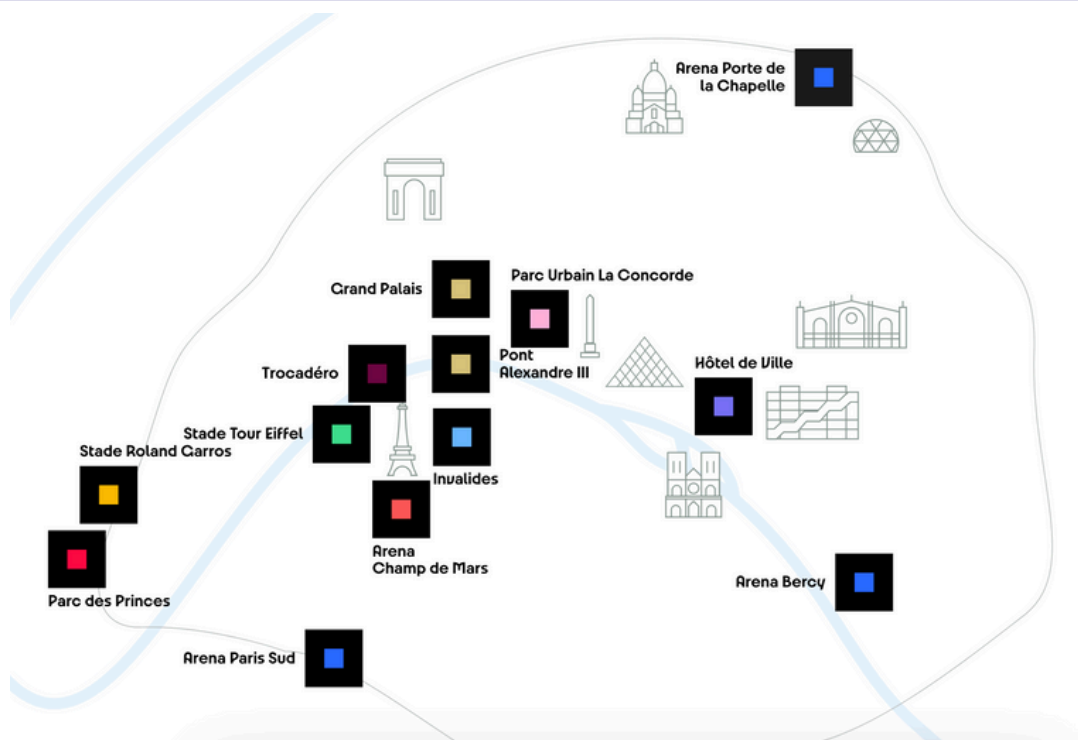 Arena Porte de
la Chapelle
Parc Urbain La Concorde
Grand Palais
Pont
Alexandre III
Hôtel de Ville
Trocadéro
Stade Tour Eiffel
Stade Roland Garros
Invalides
Arena
Champ de Mars
Arena Bercy
Parc des Princes
Arena Paris Sud